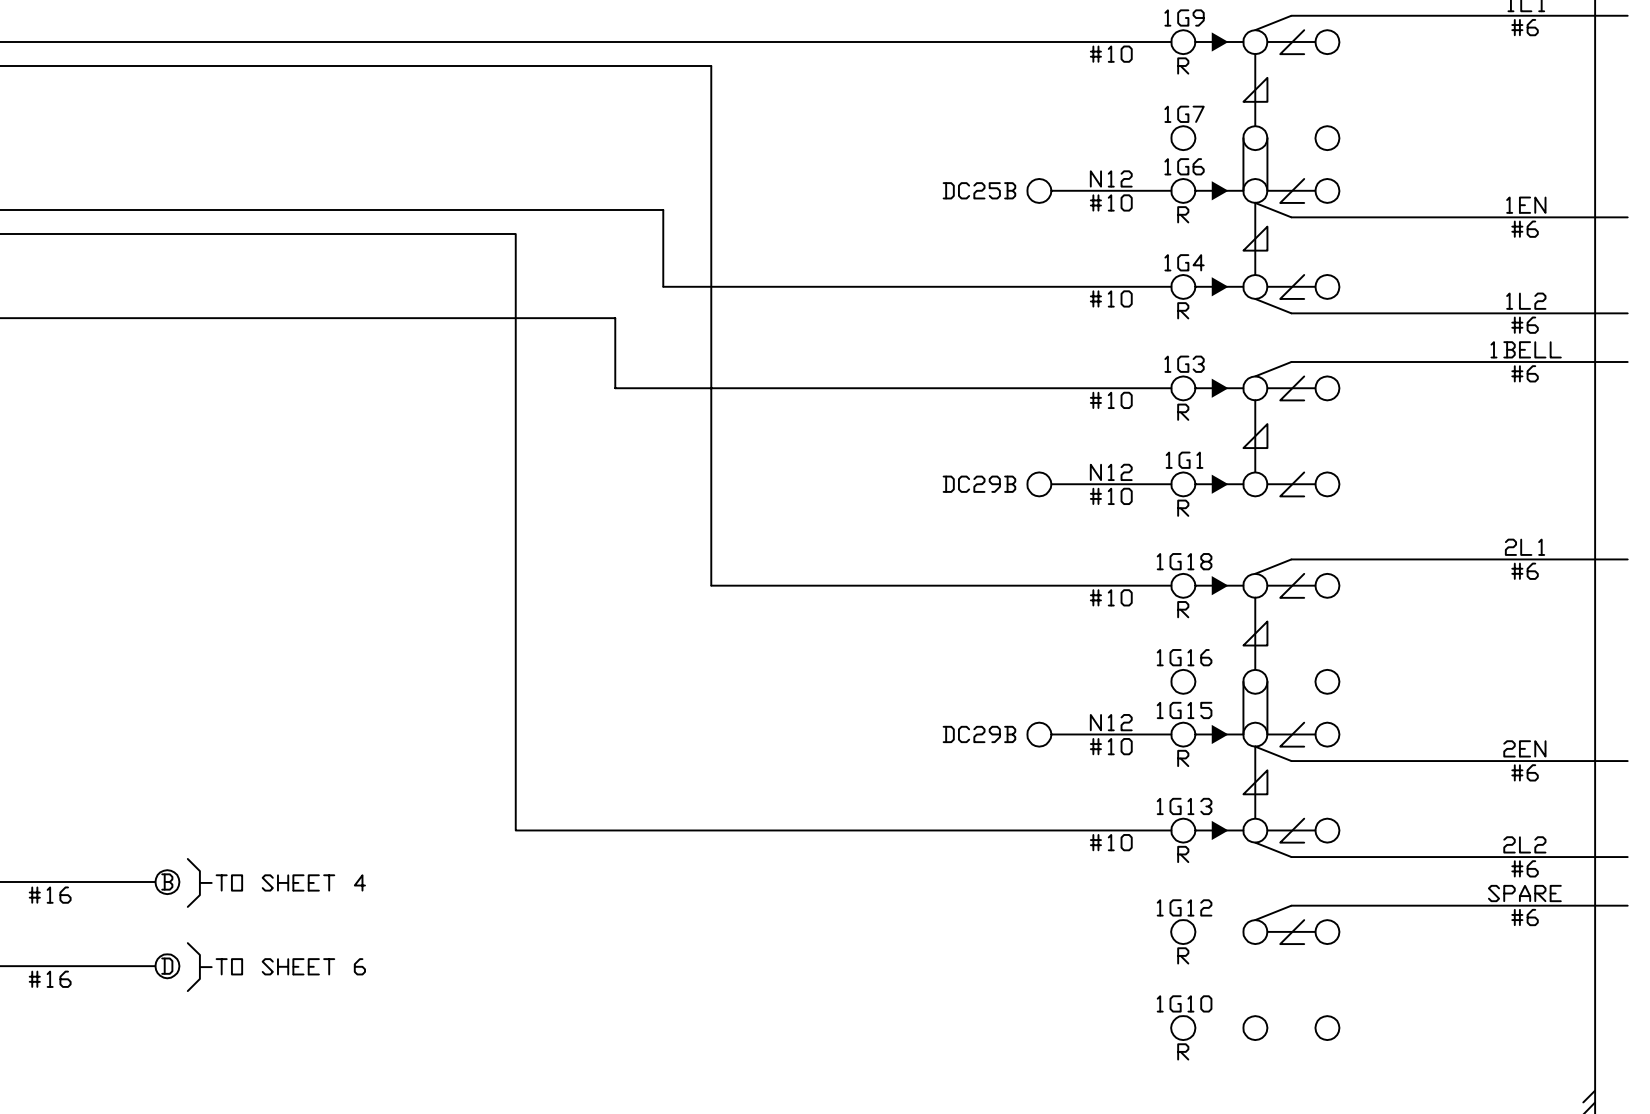 1L1
#6
1G9
#10
R
1G7
1G6
DC25B
N12
#10
R
1EN
#6
1G4
#10
R
1L2
#6
1BELL
#6
1G3
#10
R
1G1
DC29B
N12
#10
R
2L1
#6
1G18
#10
R
1G16
1G15
DC29B
N12
#10
R
2EN
#6
1G13
#10
R
2L2
#6
SPARE
#6
B
TO SHEET 4
#16
1G12
R
D
TO SHEET 6
#16
1G10
R